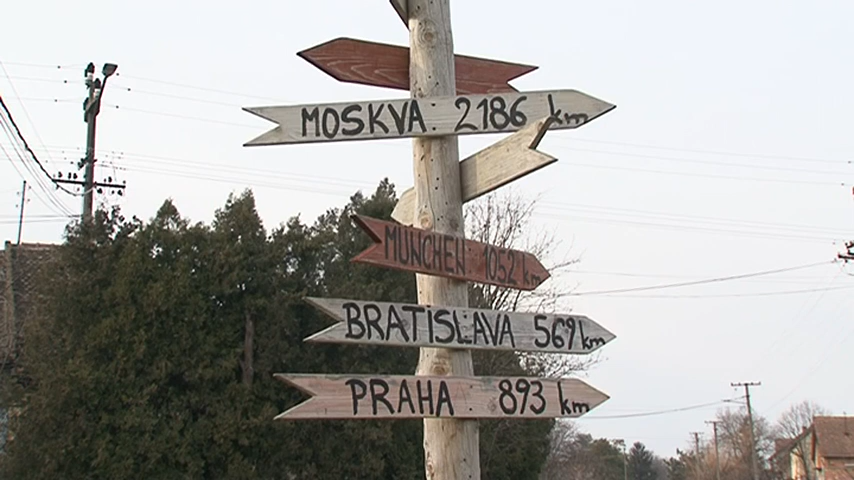 MOSKVA 2186 km
MUNCHEN 1052 km
BRATiSLAVA 569 km
PRAHA 893 km